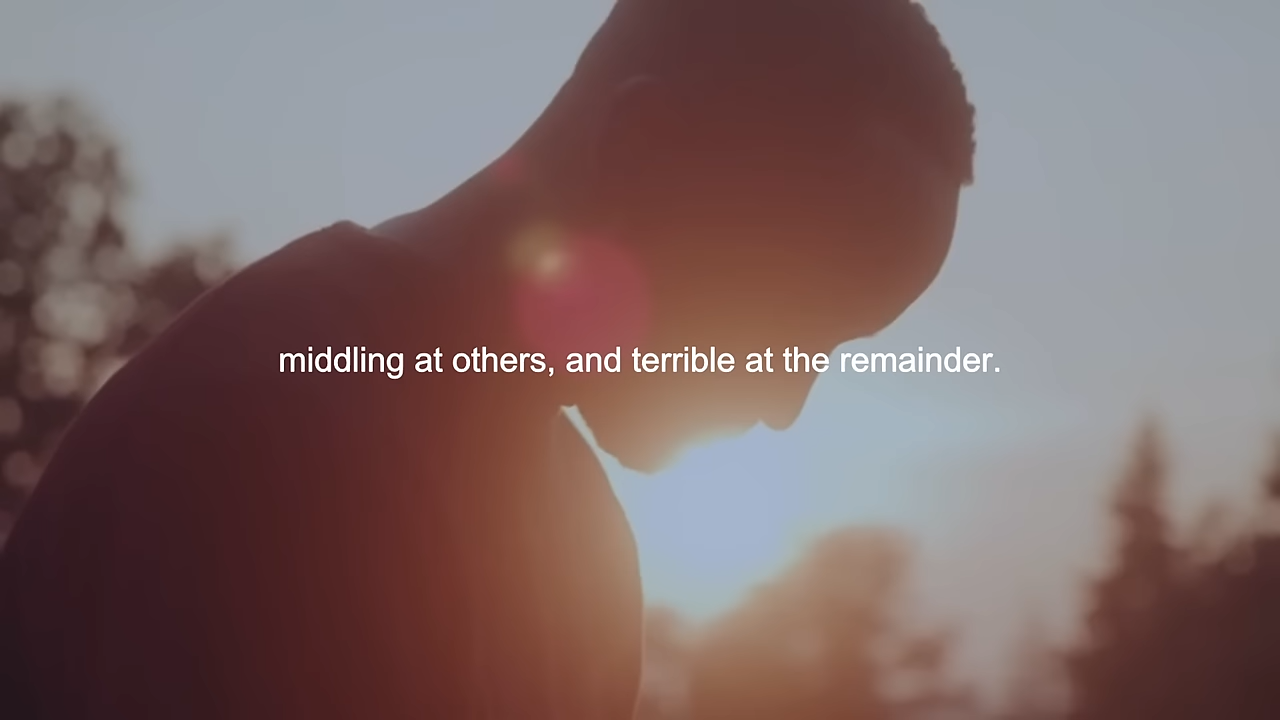 middling at others, and terrible at the remainder.